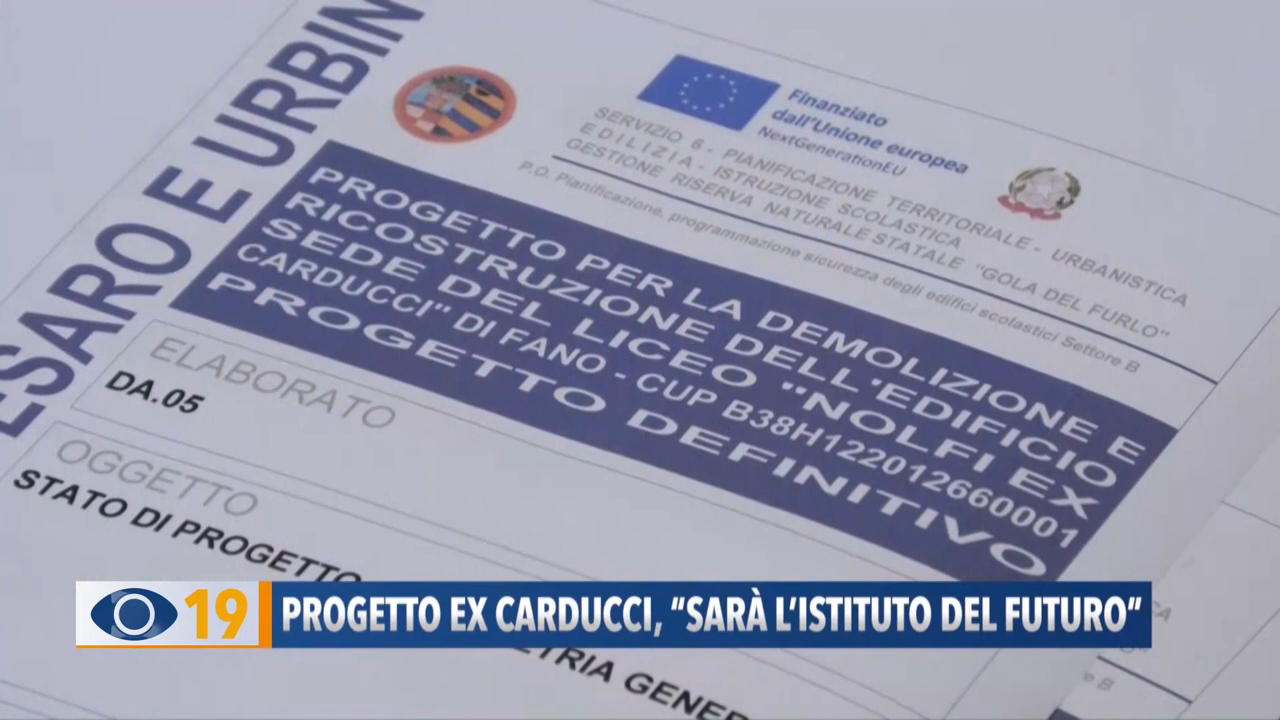 ESARO E URBIN
Finanziato
dall'Unione europea
NextGenerationEU
SERVIZIO 6 - PIANIFICAZIONE TERRITORIALE - URBANISTICA
EDILIZIA - ISTRUZIONE SCOLASTICA
GESTIONE RISERVA NATURALE STATALE "GOLA DEL FURLO"
P.O. Pianificazione, programmazione sicurezza degli edifici scolastici Settore B
PROGETTO PER LA DEMOLIZIONE E
RICOSTRUZIONE DELL'EDIFICIO
SEDE DEL LICEO "NOLFI EX
CARDUCCI" DI FANO - CUP B38H122012660001
PROGETTO DEFINITIVO
ELABORATO
DA.05
OGGETTO
STATO DI PROGETTO
ETRIA GENER
e B
19
PROGETTO EX CARDUCCI, “SARÀ L’ISTITUTO DEL FUTURO“